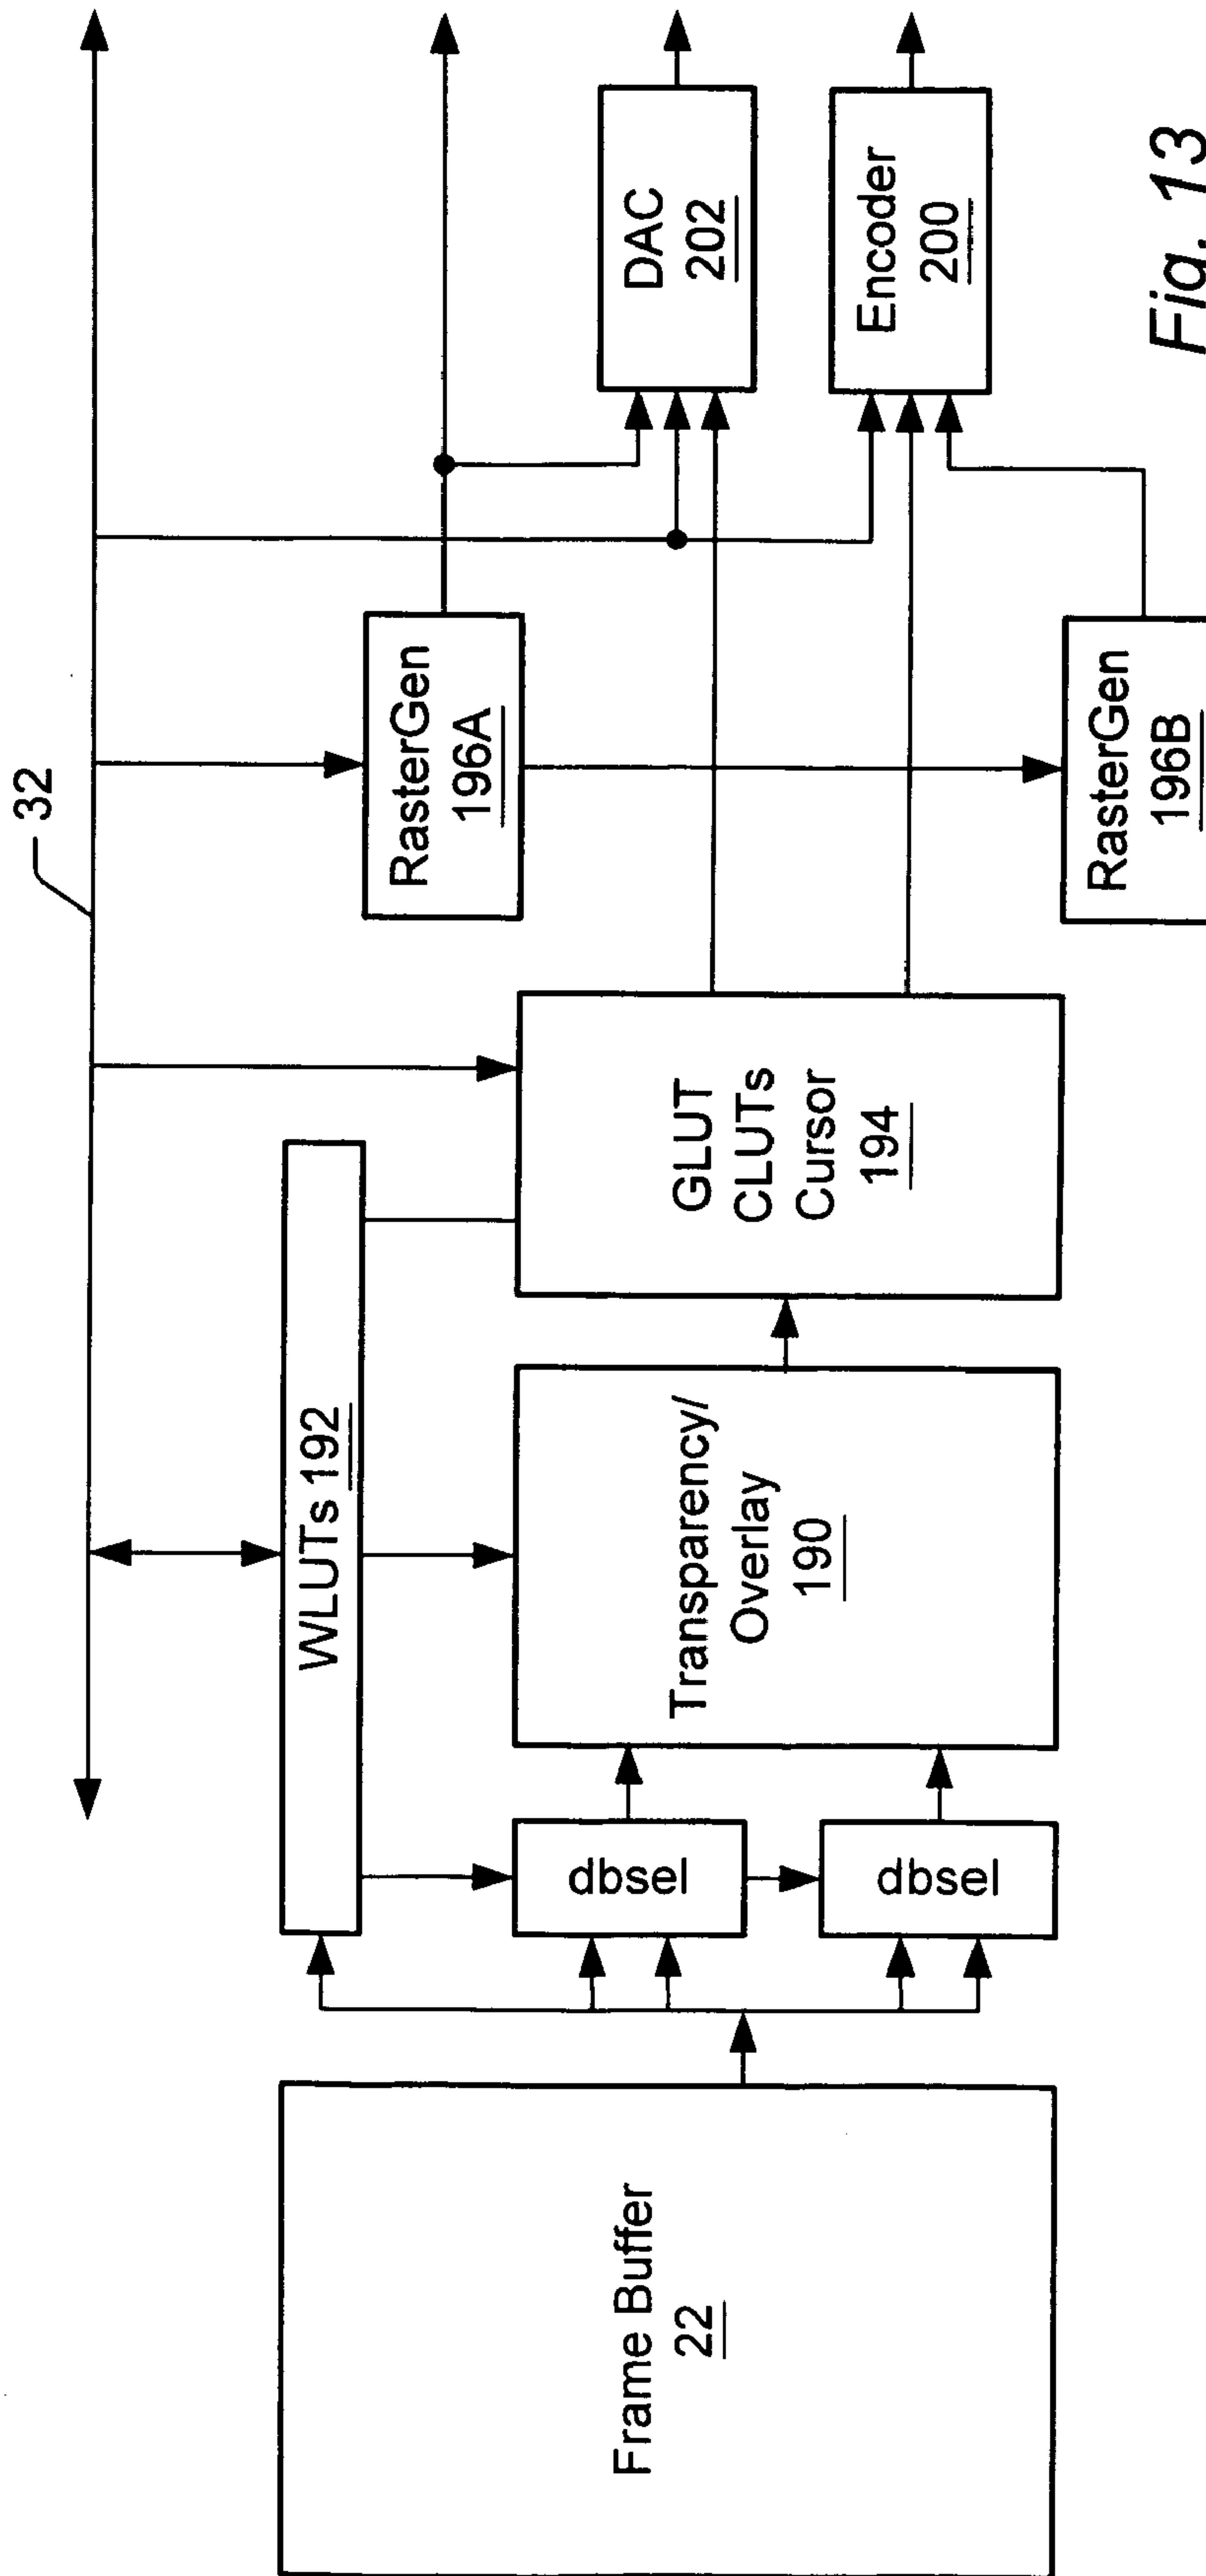 32
Frame Buffer
22
WLUTs 192
dbsel
dbsel
Transparency/
Overlay
190
GLUT
CLUTs
Cursor
194
RasterGen
196A
RasterGen
196B
DAC
202
Encoder
200
Fig. 13